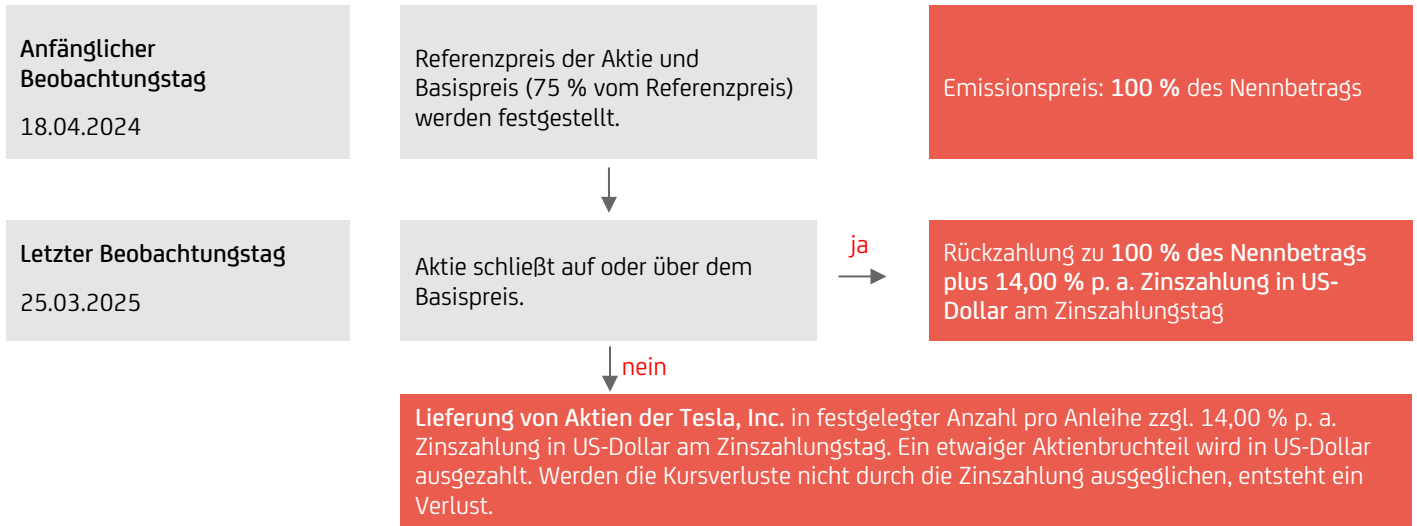 Anfänglicher
Beobachtungstag
18.04.2024
Referenzpreis der Aktie und
Basispreis (75 % vom Referenzpreis)
werden festgestellt.
Emissionspreis: 100 % des Nennbetrags
Letzter Beobachtungstag
25.03.2025
Aktie schließt auf oder über dem
Basispreis.
ja
Rückzahlung zu 100 % des Nennbetrags
plus 14,00 % p. a. Zinszahlung in US-
Dollar am Zinszahlungstag
nein
Lieferung von Aktien der Tesla, Inc. in festgelegter Anzahl pro Anleihe zzgl. 14,00 % p. a.
Zinszahlung in US-Dollar am Zinszahlungstag. Ein etwaiger Aktienbruchteil wird in US-Dollar
ausgezahlt. Werden die Kursverluste nicht durch die Zinszahlung ausgeglichen, entsteht ein
Verlust.